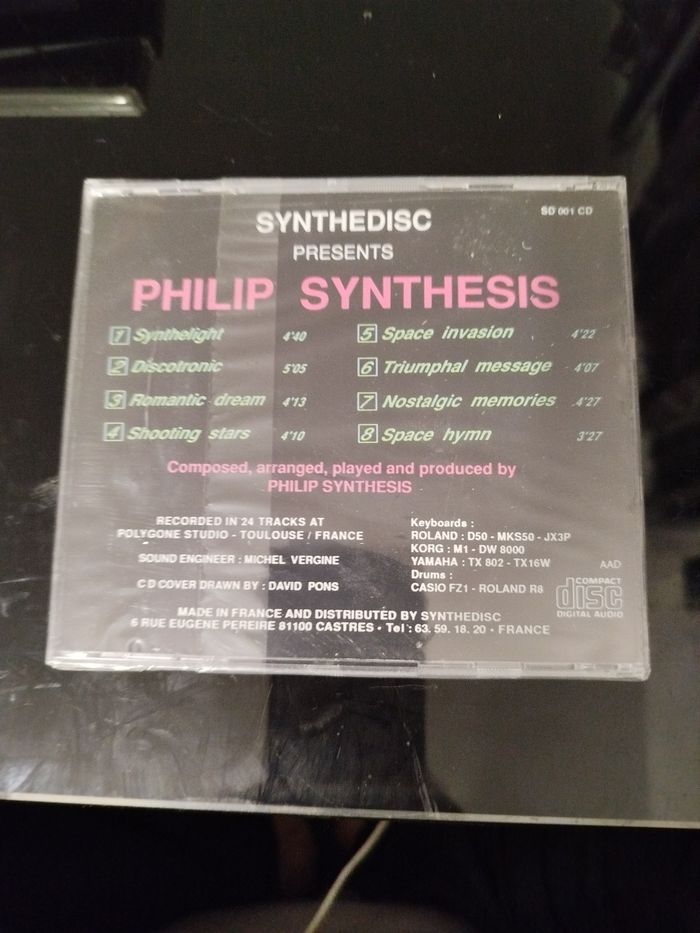 SYNTHEDISC
SD 001 CD
PRESENTS
PHILIP SYNTHESIS
1 Synthelight 4'40
2 Discotronic 5'05
3 Romantic dream 4'13
4 Shooting stars 4'10
5 Space invasion 4'22
6 Triumphal message 4'07
7 Nostalgic memories 4'27
8 Space hymn 3'27
Composed, arranged, played and produced by
PHILIP SYNTHESIS
RECORDED IN 24 TRACKS AT
POLYGONE STUDIO - TOULOUSE / FRANCE
SOUND ENGINEER : MICHEL VERGINE
CD COVER DRAWN BY : DAVID PONS
Keyboards :
ROLAND : D50 - MKS50 - JX3P
KORG : M1 - DW 8000
YAMAHA : TX 802 - TX16W
Drums :
CASIO FZ1 - ROLAND R8
AAD
COMPACT
disc
DIGITAL AUDIO
MADE IN FRANCE AND DISTRIBUTED BY SYNTHEDISC
6 RUE EUGENE PEREIRE 81100 CASTRES - Tel : 63. 59. 18. 20 - FRANCE